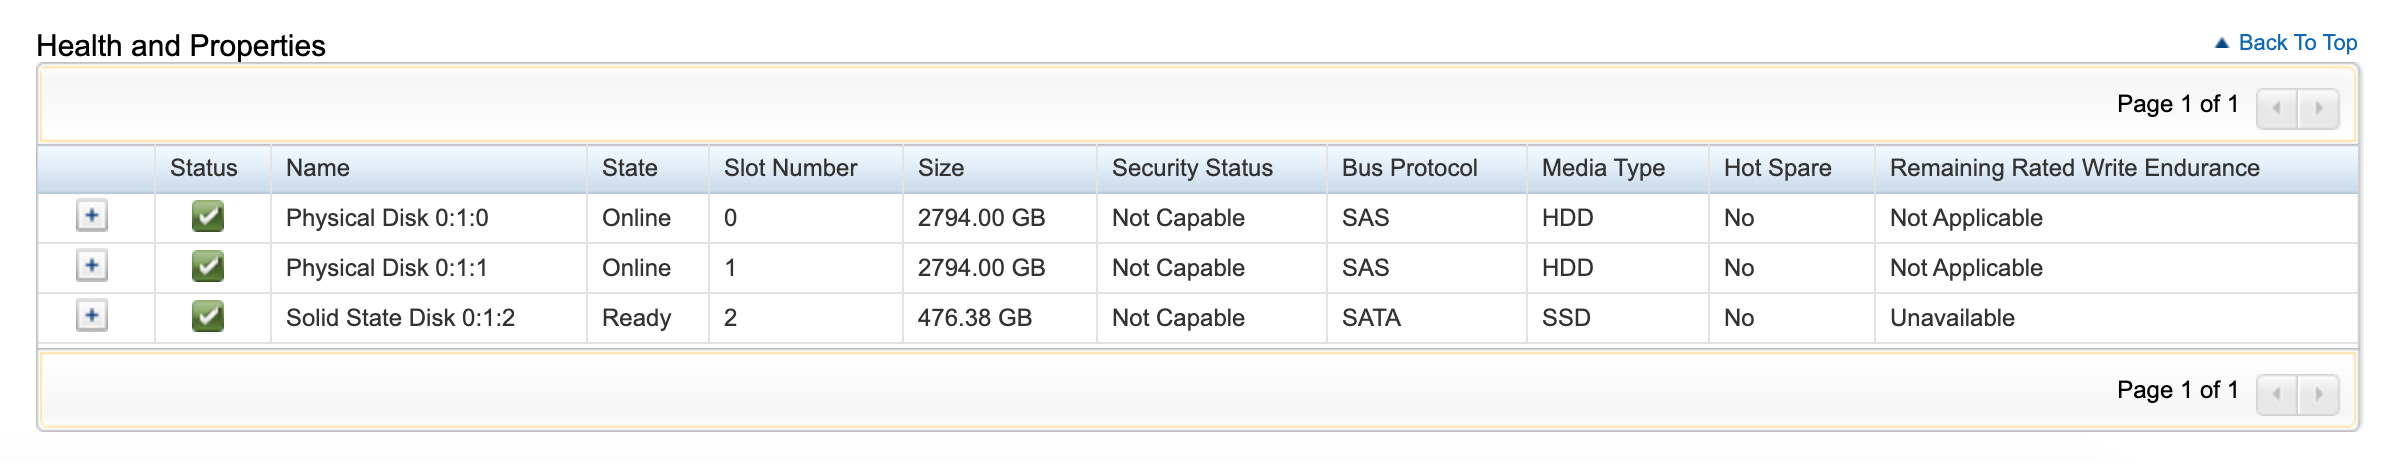 Health and Properties
Back To Top
Page 1 of 1
Status Name State Slot Number Size Security Status Bus Protocol Media Type Hot Spare Remaining Rated Write Endurance
Physical Disk 0:1:0 Online 0 2794.00 GB Not Capable SAS HDD No Not Applicable
Physical Disk 0:1:1 Online 1 2794.00 GB Not Capable SAS HDD No Not Applicable
Solid State Disk 0:1:2 Ready 2 476.38 GB Not Capable SATA SSD No Unavailable
Page 1 of 1